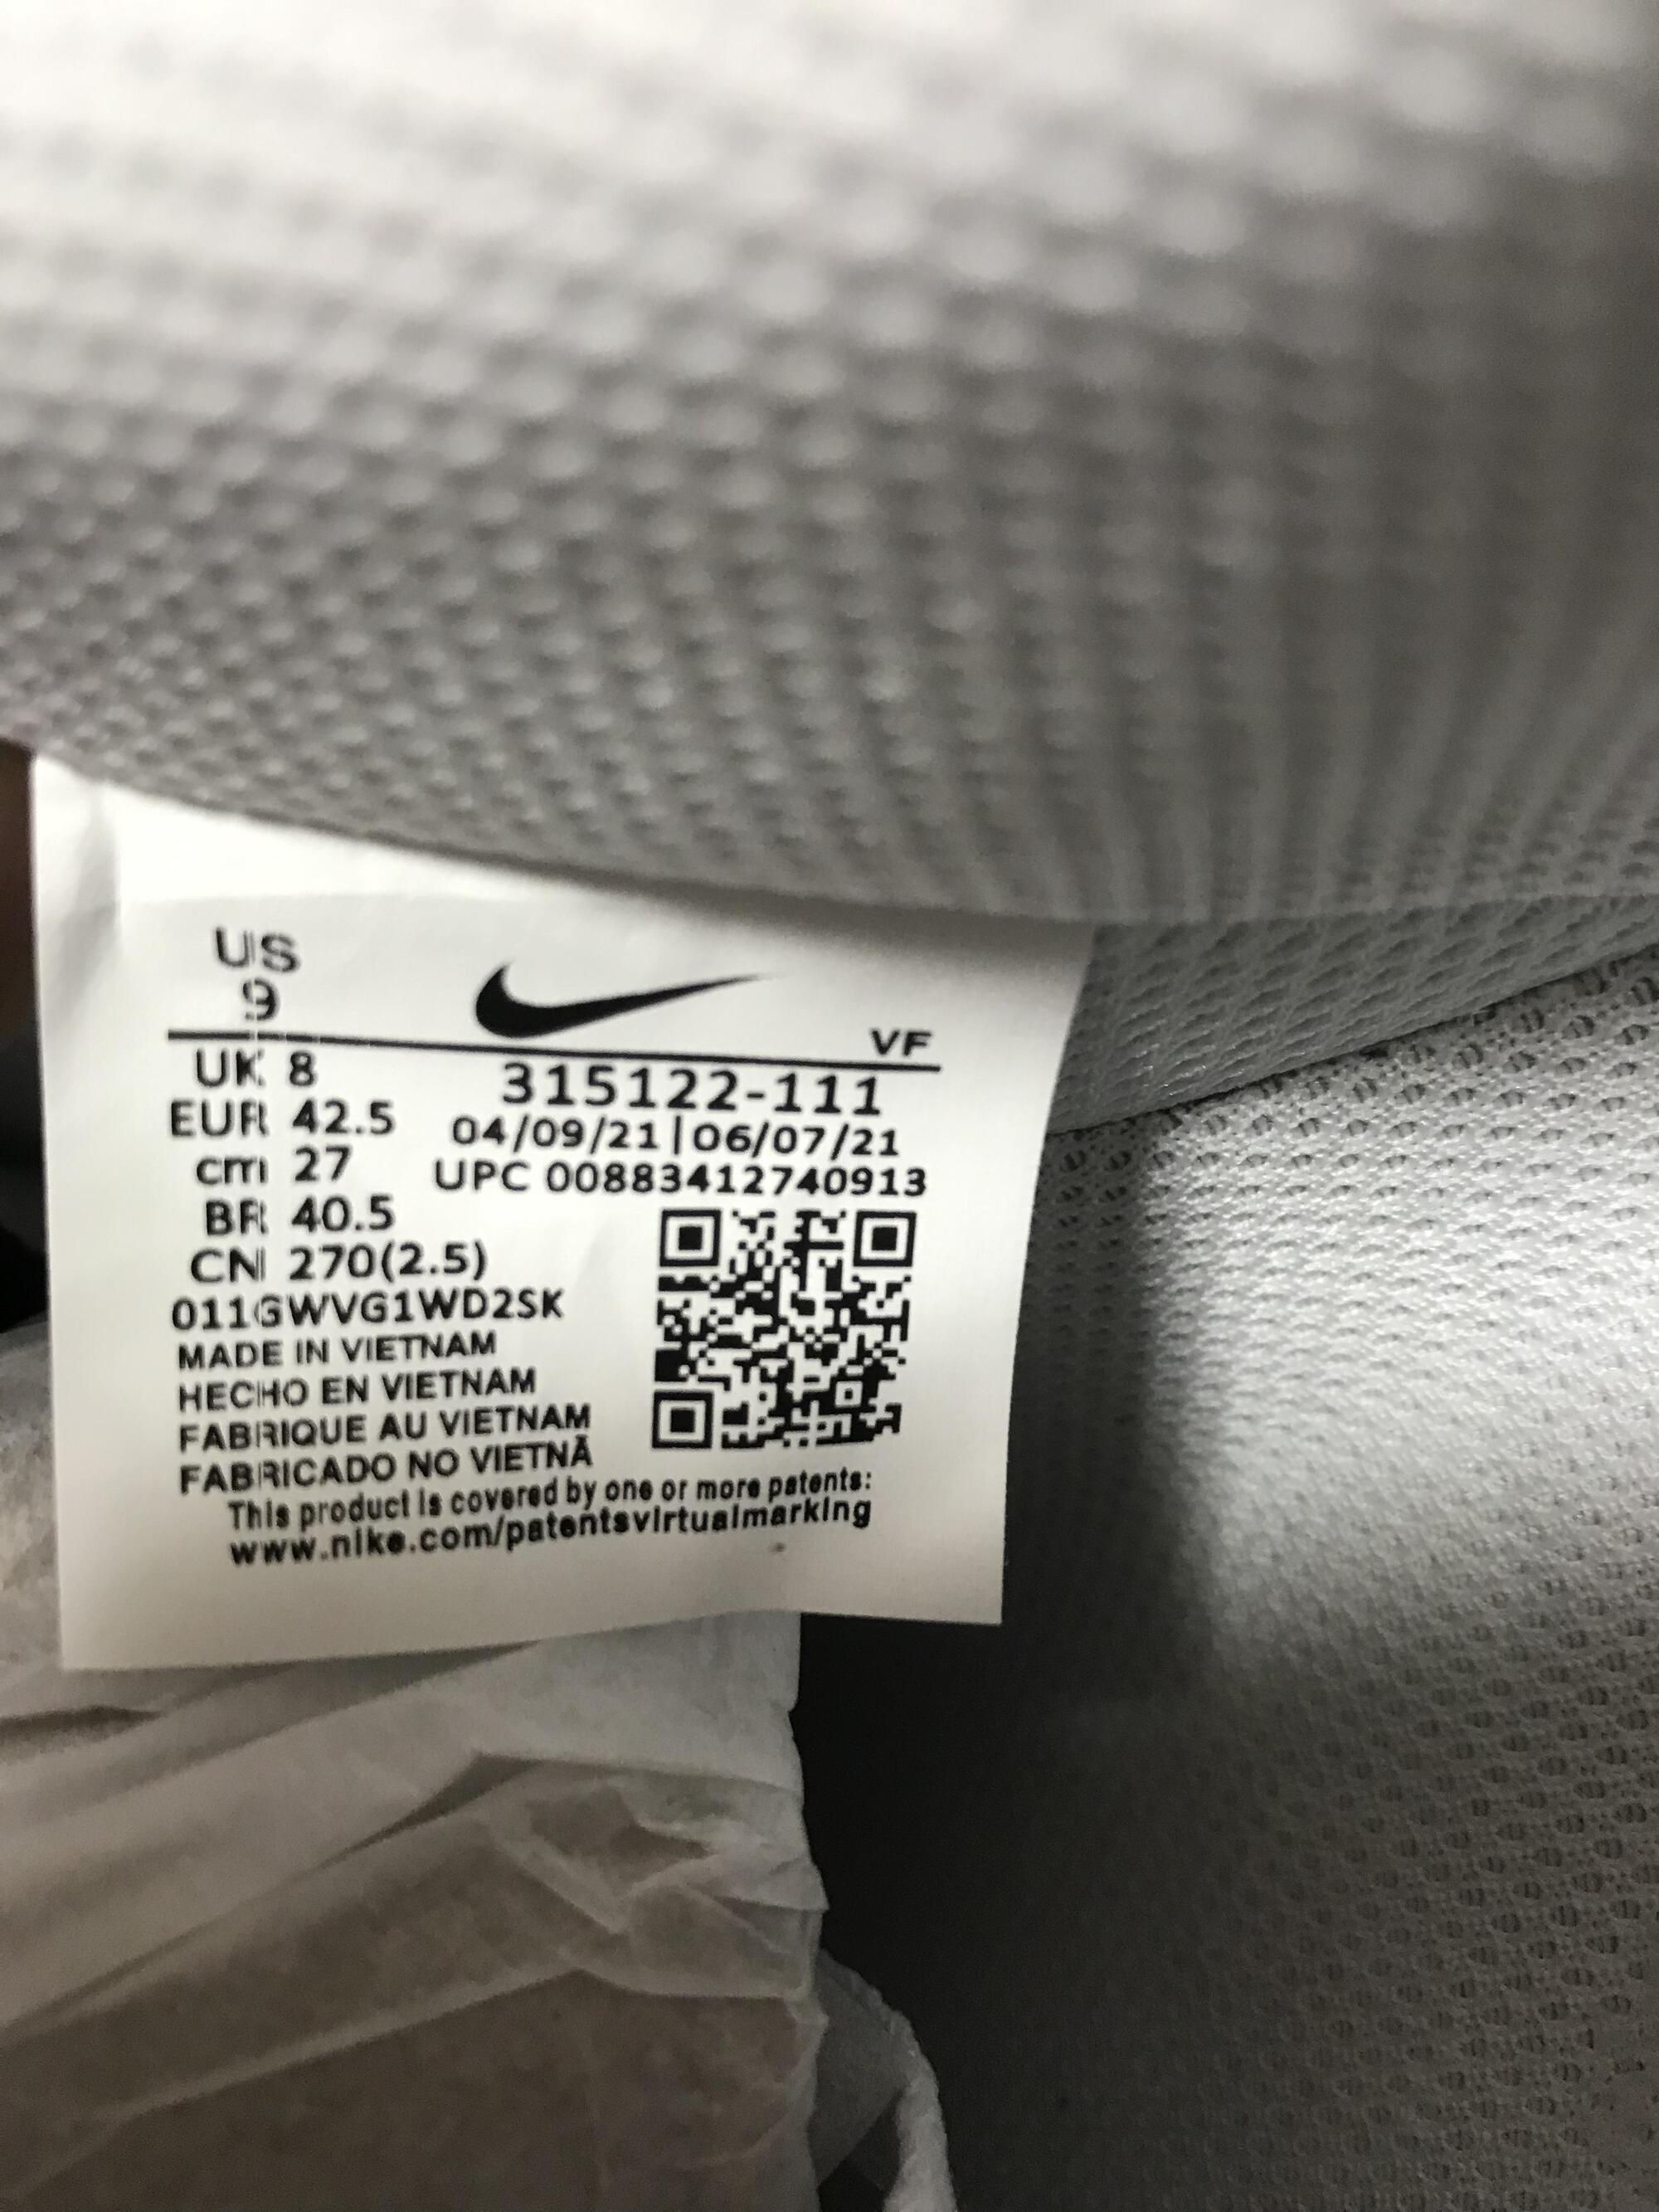 US
9
VF
UK 8
315122-111
EUR 42.5
04/09/21|06/07/21
cm 27
UPC 00883412740913
BR 40.5
CN 270(2.5)
011GWVG1WD2SK
MADE IN VIETNAM
HECHO EN VIETNAM
FABRIQUE AU VIETNAM
FABRICADO NO VIETNÃ
This product is covered by one or more patents:
www.nike.com/patentsvirtualmarking